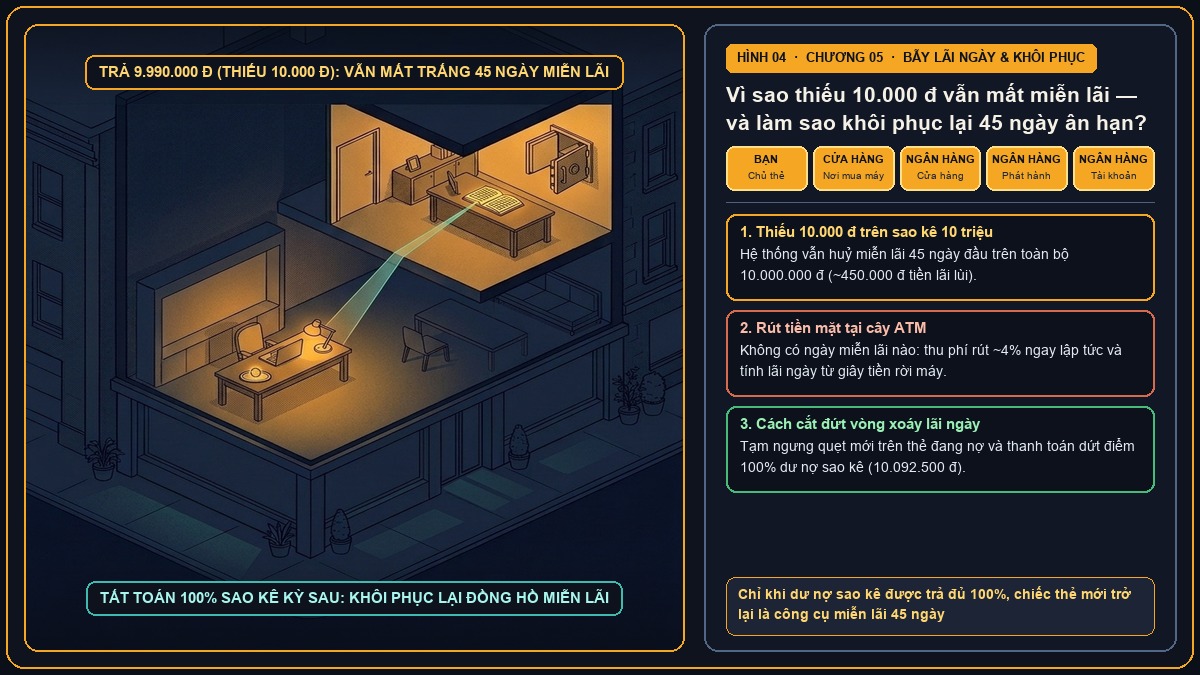 TRẢ 9.990.000 Đ (THIẾU 10.000 Đ): VẪN MẤT TRẮNG 45 NGÀY MIỄN LÃI
TẤT TOÁN 100% SAO KÊ KỲ SAU: KHÔI PHỤC LẠI ĐỒNG HỒ MIỄN LÃI
HÌNH 04 · CHƯƠNG 05 · BẪY LÃI NGÀY & KHÔI PHỤC
Vì sao thiếu 10.000 đ vẫn mất miễn lãi —
và làm sao khôi phục lại 45 ngày ân hạn?
BẠN
Chủ thẻ
CỬA HÀNG
Nơi mua máy
NGÂN HÀNG
Cửa hàng
NGÂN HÀNG
Phát hành
NGÂN HÀNG
Tài khoản
1. Thiếu 10.000 đ trên sao kê 10 triệu
Hệ thống vẫn huỷ miễn lãi 45 ngày đầu trên toàn bộ
10.000.000 đ (~450.000 đ tiền lãi lùi).
2. Rút tiền mặt tại cây ATM
Không có ngày miễn lãi nào: thu phí rút ~4% ngay lập tức và
tính lãi ngày từ giây tiền rời máy.
3. Cách cắt đứt vòng xoáy lãi ngày
Tạm ngưng quẹt mới trên thẻ đang nợ và thanh toán dứt điểm
100% dư nợ sao kê (10.092.500 đ).
Chỉ khi dư nợ sao kê được trả đủ 100%, chiếc thẻ mới trở
lại là công cụ miễn lãi 45 ngày